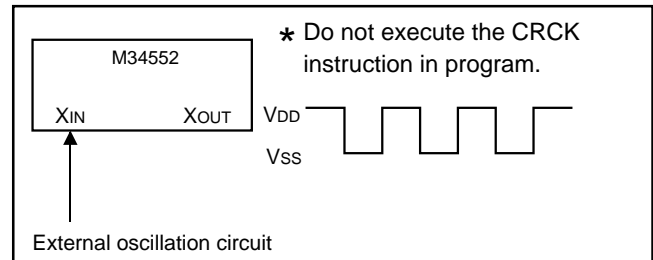 M34552
* Do not execute the CRCK
instruction in program.
XIN
XOUT
VDD
VSS
External oscillation circuit